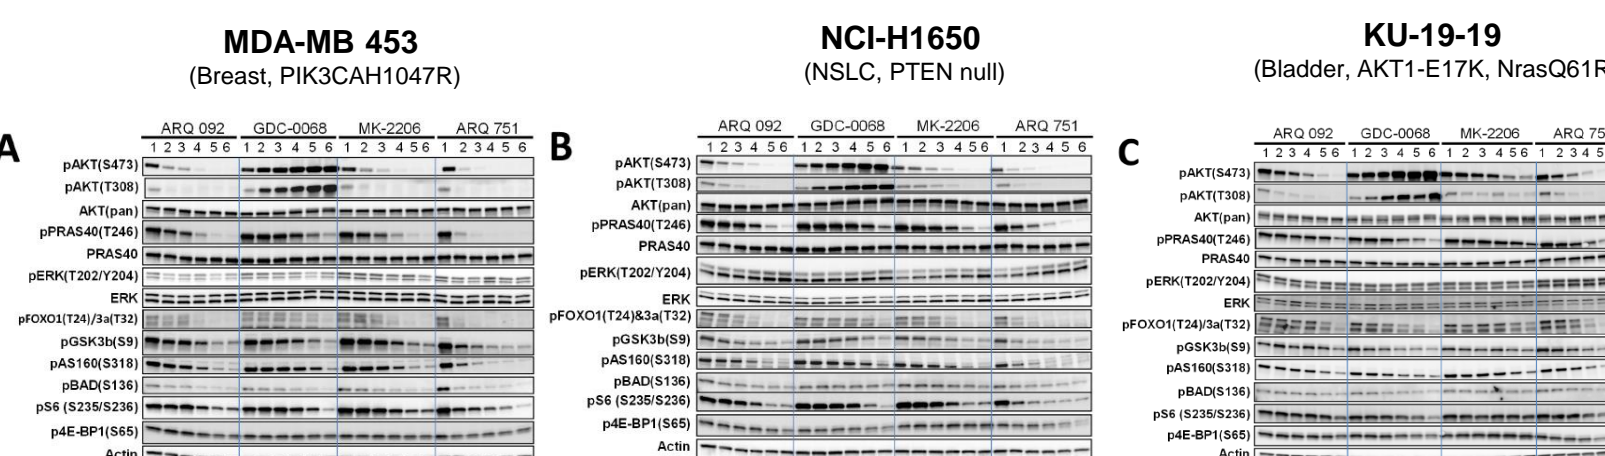 MDA-MB 453
(Breast, PIK3CAH1047R)
A
ARQ 092 GDC-0068 MK-2206 ARQ 751
1 2 3 4 5 6 1 2 3 4 5 6 1 2 3 4 5 6 1 2 3 4 5 6
pAKT(S473)
pAKT(T308)
AKT(pan)
pPRAS40(T246)
PRAS40
pERK(T202/Y204)
ERK
pFOXO1(T24)/3a(T32)
pGSK3b(S9)
pAS160(S318)
pBAD(S136)
pS6 (S235/S236)
p4E-BP1(S65)
Actin
NCI-H1650
(NSLC, PTEN null)
B
ARQ 092 GDC-0068 MK-2206 ARQ 751
1 2 3 4 5 6 1 2 3 4 5 6 1 2 3 4 5 6 1 2 3 4 5 6
pAKT(S473)
pAKT(T308)
AKT(pan)
pPRAS40(T246)
PRAS40
pERK(T202/Y204)
ERK
pFOXO1(T24)&3a(T32)
pGSK3b(S9)
pAS160(S318)
pBAD(S136)
pS6 (S235/S236)
p4E-BP1(S65)
Actin
KU-19-19
(Bladder, AKT1-E17K, NrasQ61R
C
ARQ 092 GDC-0068 MK-2206 ARQ 75
1 2 3 4 5 6 1 2 3 4 5 6 1 2 3 4 5 6 1 2 3 4 5
pAKT(S473)
pAKT(T308)
AKT(pan)
pPRAS40(T246)
PRAS40
pERK(T202/Y204)
ERK
pFOXO1(T24)/3a(T32)
pGSK3b(S9)
pAS160(S318)
pBAD(S136)
pS6 (S235/S236)
p4E-BP1(S65)
Actin